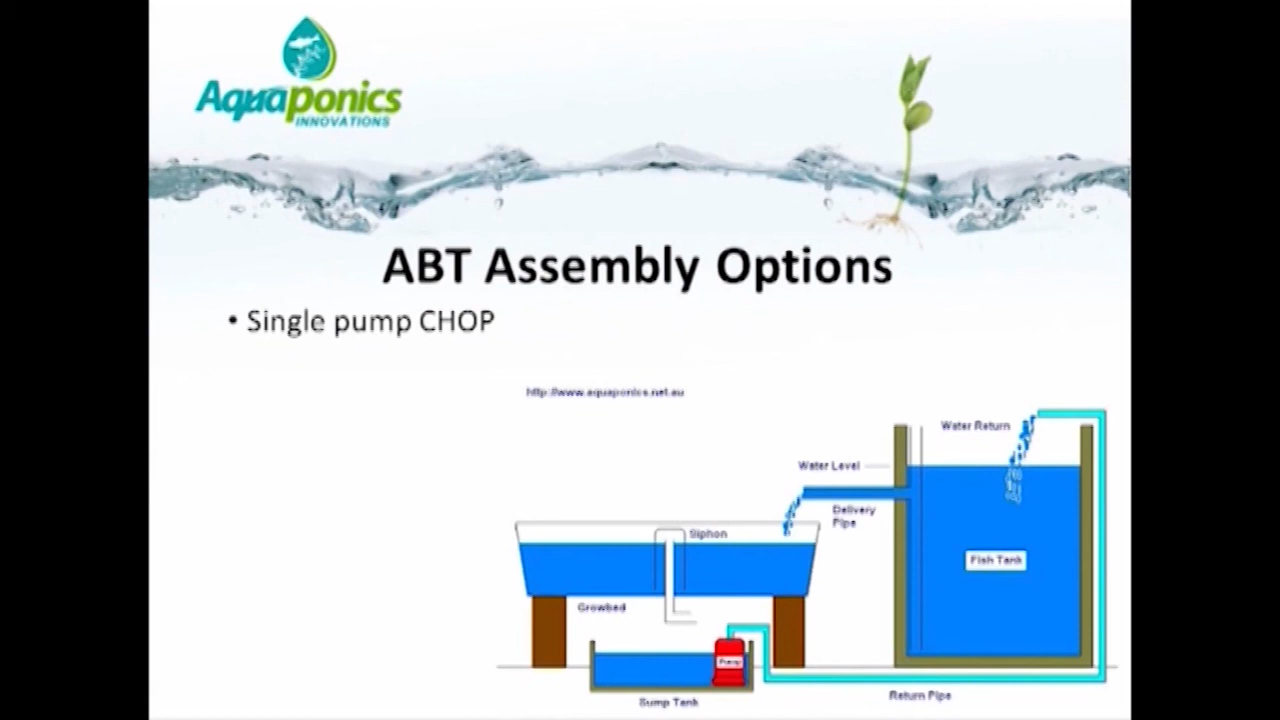 Aquaponics
INNOVATIONS
ABT Assembly Options
• Single pump CHOP
http://www.aquaponics.net.au
Water Return
Water Level
Delivery
Pipe
Siphon
Fish Tank
Growbed
Pump
Return Pipe
Sump Tank